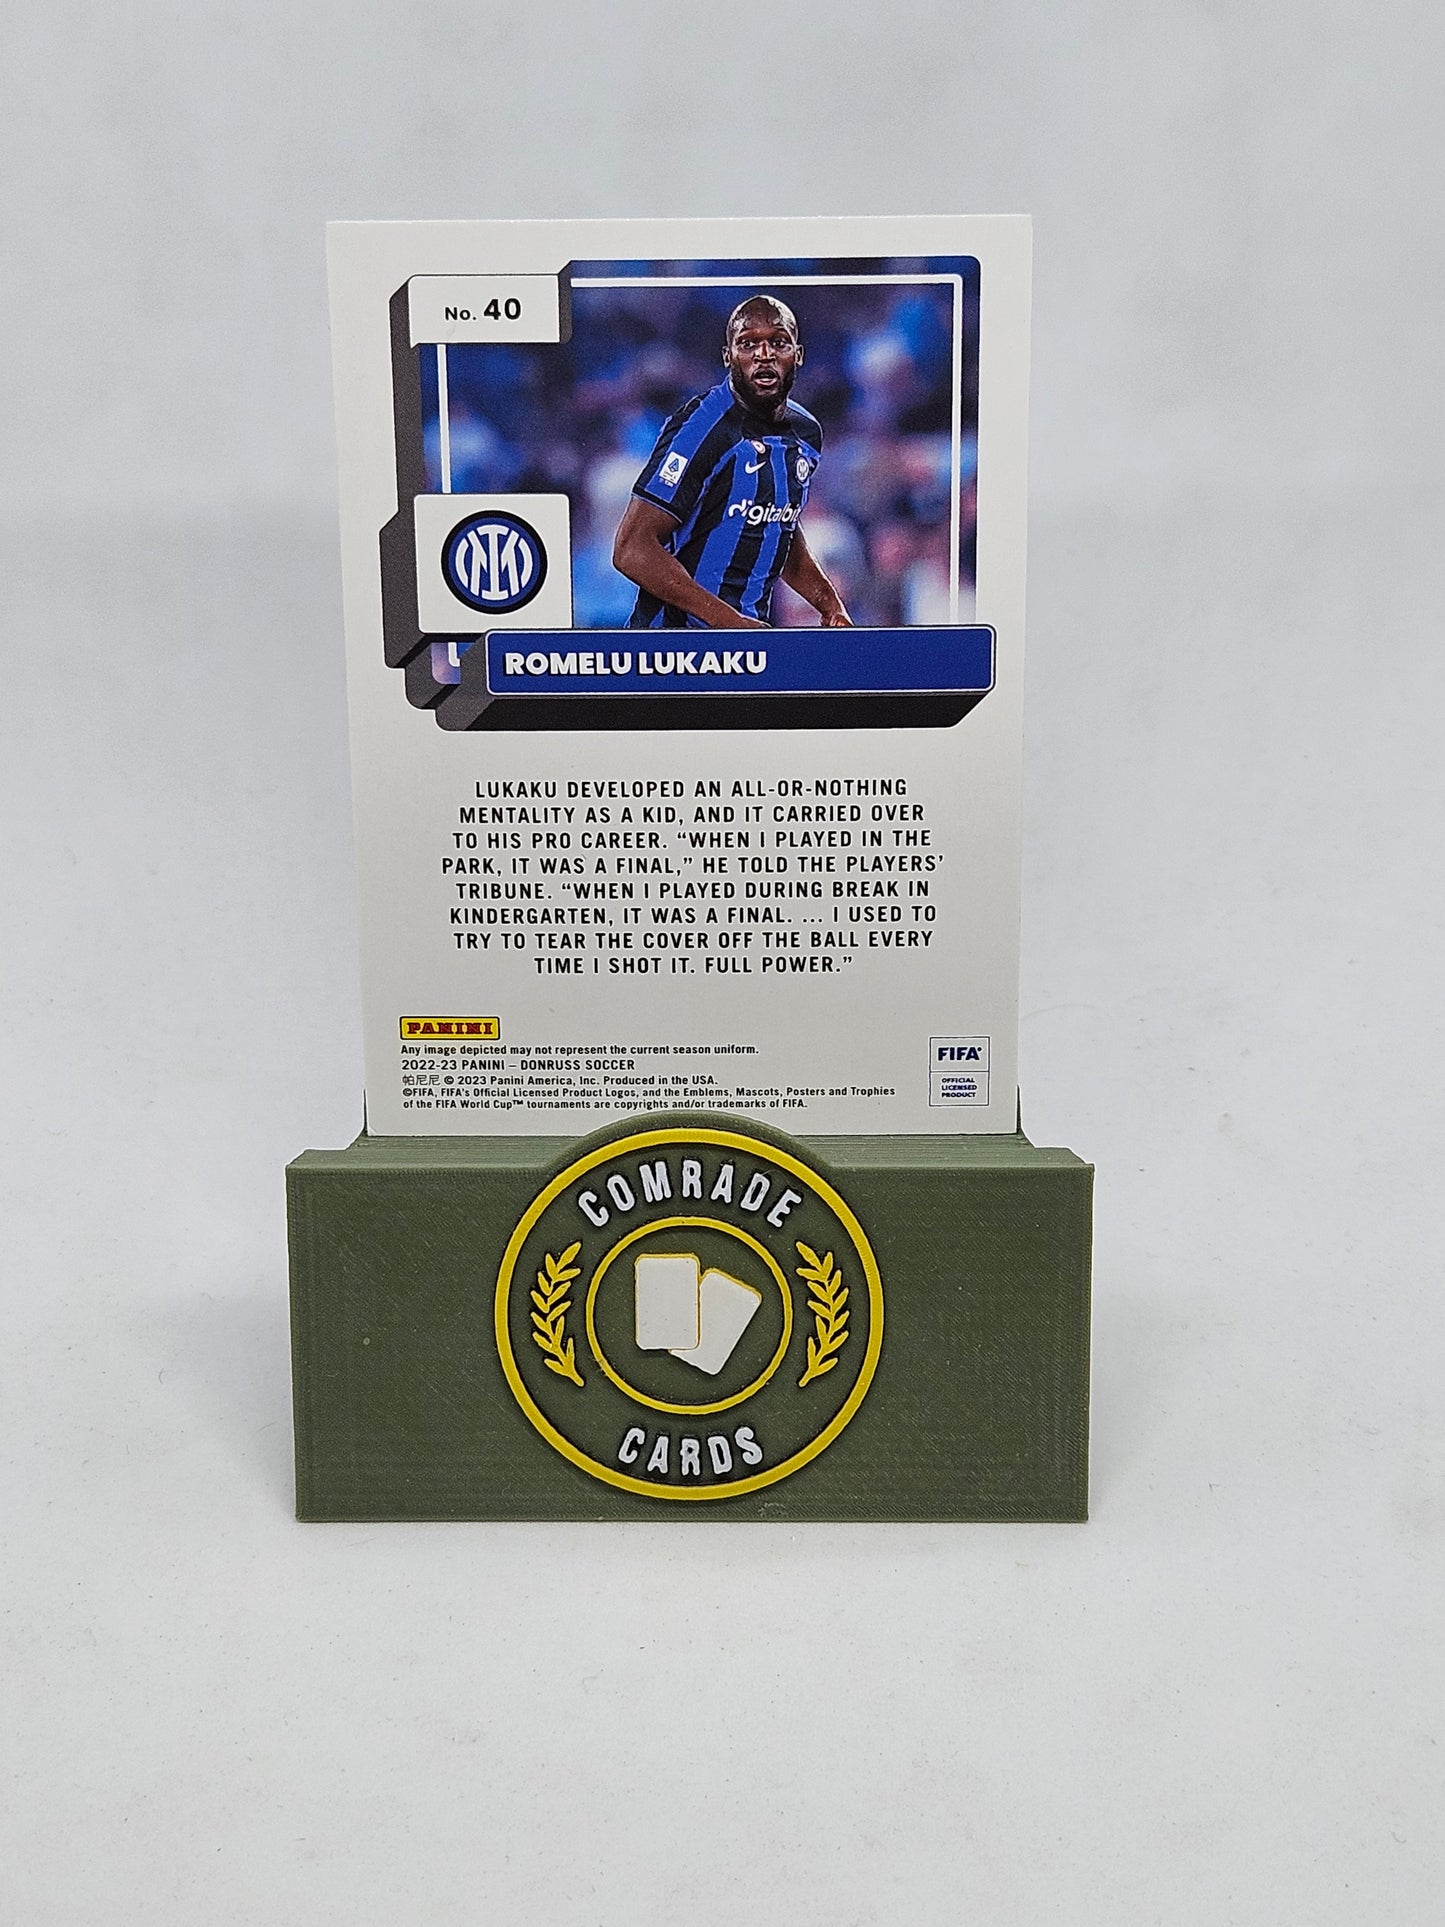 No. 40
digitalbit
ROMELU LUKAKU
LUKAKU DEVELOPED AN ALL-OR-NOTHING
MENTALITY AS A KID, AND IT CARRIED OVER
TO HIS PRO CAREER. “WHEN I PLAYED IN THE
PARK, IT WAS A FINAL,” HE TOLD THE PLAYERS’
TRIBUNE. “WHEN I PLAYED DURING BREAK IN
KINDERGARTEN, IT WAS A FINAL. ... I USED TO
TRY TO TEAR THE COVER OFF THE BALL EVERY
TIME I SHOT IT. FULL POWER.”
PANINI
Any image depicted may not represent the current season uniform.
2022-23 PANINI – DONRUSS SOCCER
帕尼尼 © 2023 Panini America, Inc. Produced in the USA.
©FIFA, FIFA's Official Licensed Product Logos, and the Emblems, Mascots, Posters and Trophies
of the FIFA World Cup™ tournaments are copyrights and/or trademarks of FIFA.
FIFA®
OFFICIAL
LICENSED
PRODUCT
COMRADE
CARDS